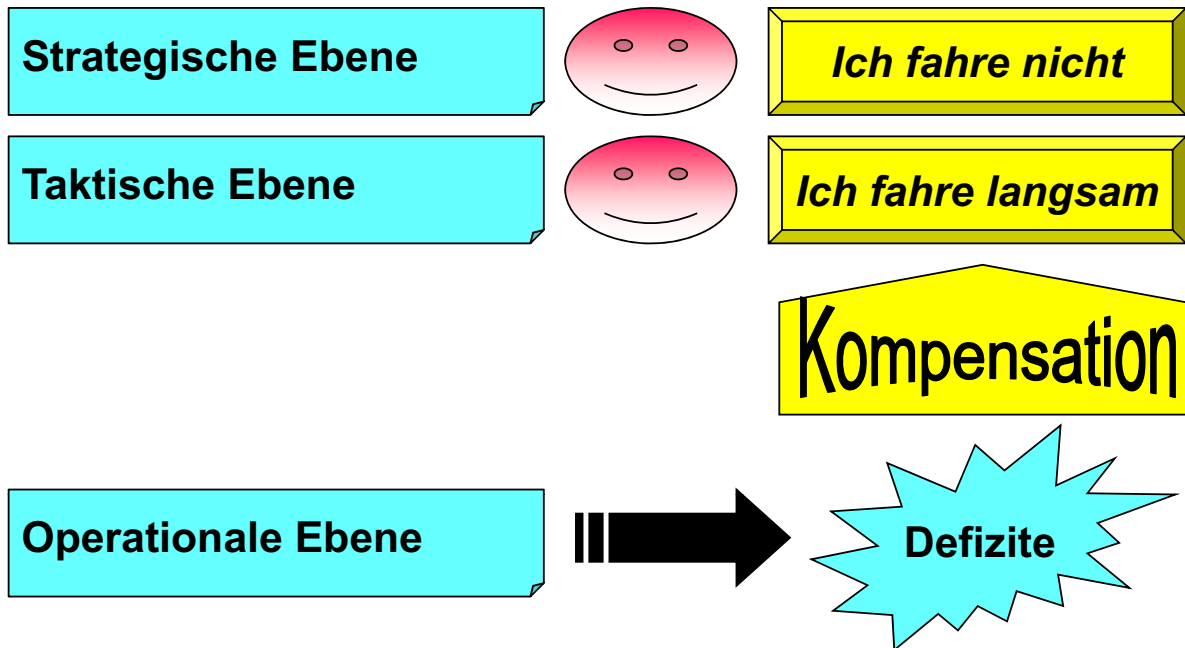 Strategische Ebene
Ich fahre nicht
Taktische Ebene
Ich fahre langsam
Kompensation
Operationale Ebene
Defizite